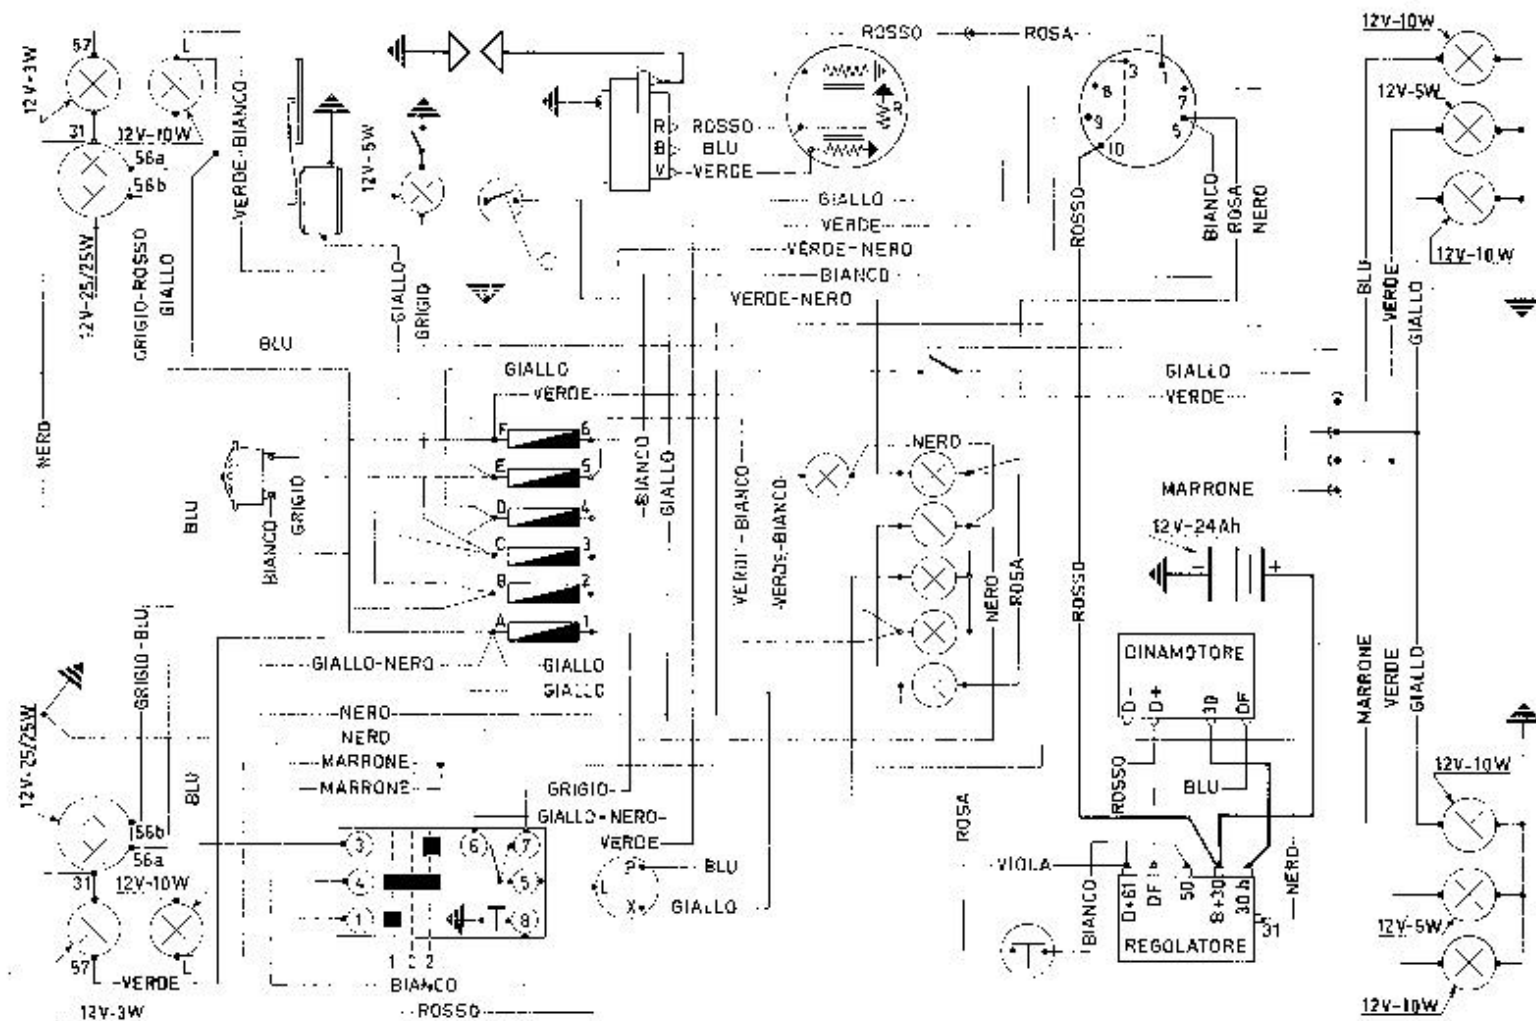 57
L
12V-3W
31
12V-10W
56a
56b
12V-25/25W
GRIGIO-ROSSO
GIALLO
VERDE-BIANCO
12V-5W
GIALLO
GRIGIO
BLU
NERO
R
ROSSO
B
BLU
V
VERDE
ROSSO
ROSA
GIALLO
VERDE
VERDE-NERO
BIANCO
VERDE-NERO
3
1
8
7
9
5
10
ROSSO
BIANCO
ROSA
NERO
12V-10W
12V-5W
12V-10W
BLU
VERDE
GIALLO
GIALLO
VERDE
GIALLO
VERDE
F
6
E
5
D
4
C
3
B
2
A
1
BIANCO
GIALLO
BLU
BIANCO
GRIGIO
VERDE-BIANCO
VERDE-BIANCO
NERO
NERO
ROSA
ROSSO
MARRONE
12V-24Ah
-
+
DINAMOTORE
D-
D+
30
DF
MARRONE
VERDE
GIALLO
GIALLO-NERO
GIALLO
GIALLO
NERO
NERO
MARRONE
MARRONE
GRIGIO
GIALLO-NERO
VERDE
GRIGIO-BLU
12V-25/25W
BLU
56b
56a
31
12V-10W
57
L
VERDE
12V-3W
3
4
1
6
7
5
8
1
2
BIANCO
ROSSO
P
BLU
L
X
GIALLO
ROSA
VIOLA
ROSSO
BLU
BIANCO
NERO
D+61
DF
50
B+30
30h
31
REGOLATORE
12V-10W
12V-5W
12V-10W